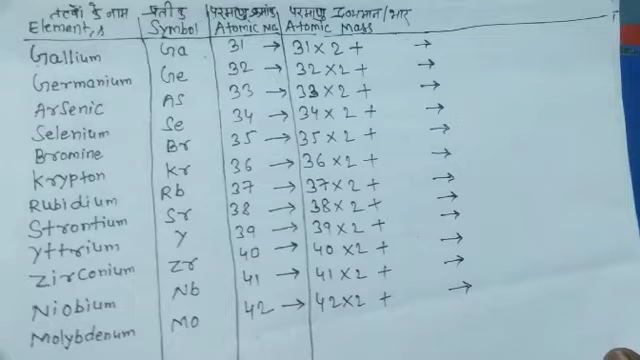 तत्वों के नाम प्रतीक परमाणु क्रमांक परमाणु द्रव्यमान/भार
Element,s Symbol Atomic No Atomic Mass
Gallium Ga 31 → 31×2+ →
Germanium Ge 32 → 32×2+ →
Arsenic As 33 → 33×2+ →
Selenium Se 34 → 34×2+ →
Bromine Br 35 → 35×2+ →
Krypton Kr 36 → 36×2+ →
Rubidium Rb 37 → 37×2+ →
Strontium Sr 38 → 38×2+ →
Yttrium Y 39 → 39×2+ →
Zirconium Zr 40 → 40×2+ →
Niobium Nb 41 → 41×2+ →
Molybdenum Mo 42 → 42×2+ →